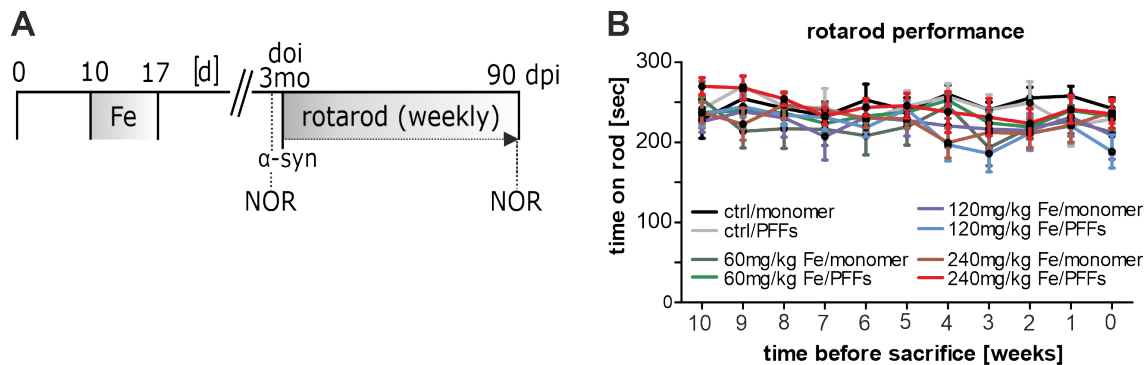 A
0 10 17 [d] doi 3mo 90 dpi
Fe
rotarod (weekly)
α-syn
NOR NOR
B
rotarod performance
time on rod [sec]
300
200
100
0
ctrl/monomer
ctrl/PFFs
60mg/kg Fe/monomer
60mg/kg Fe/PFFs
120mg/kg Fe/monomer
120mg/kg Fe/PFFs
240mg/kg Fe/monomer
240mg/kg Fe/PFFs
10 9 8 7 6 5 4 3 2 1 0
time before sacrifice [weeks]